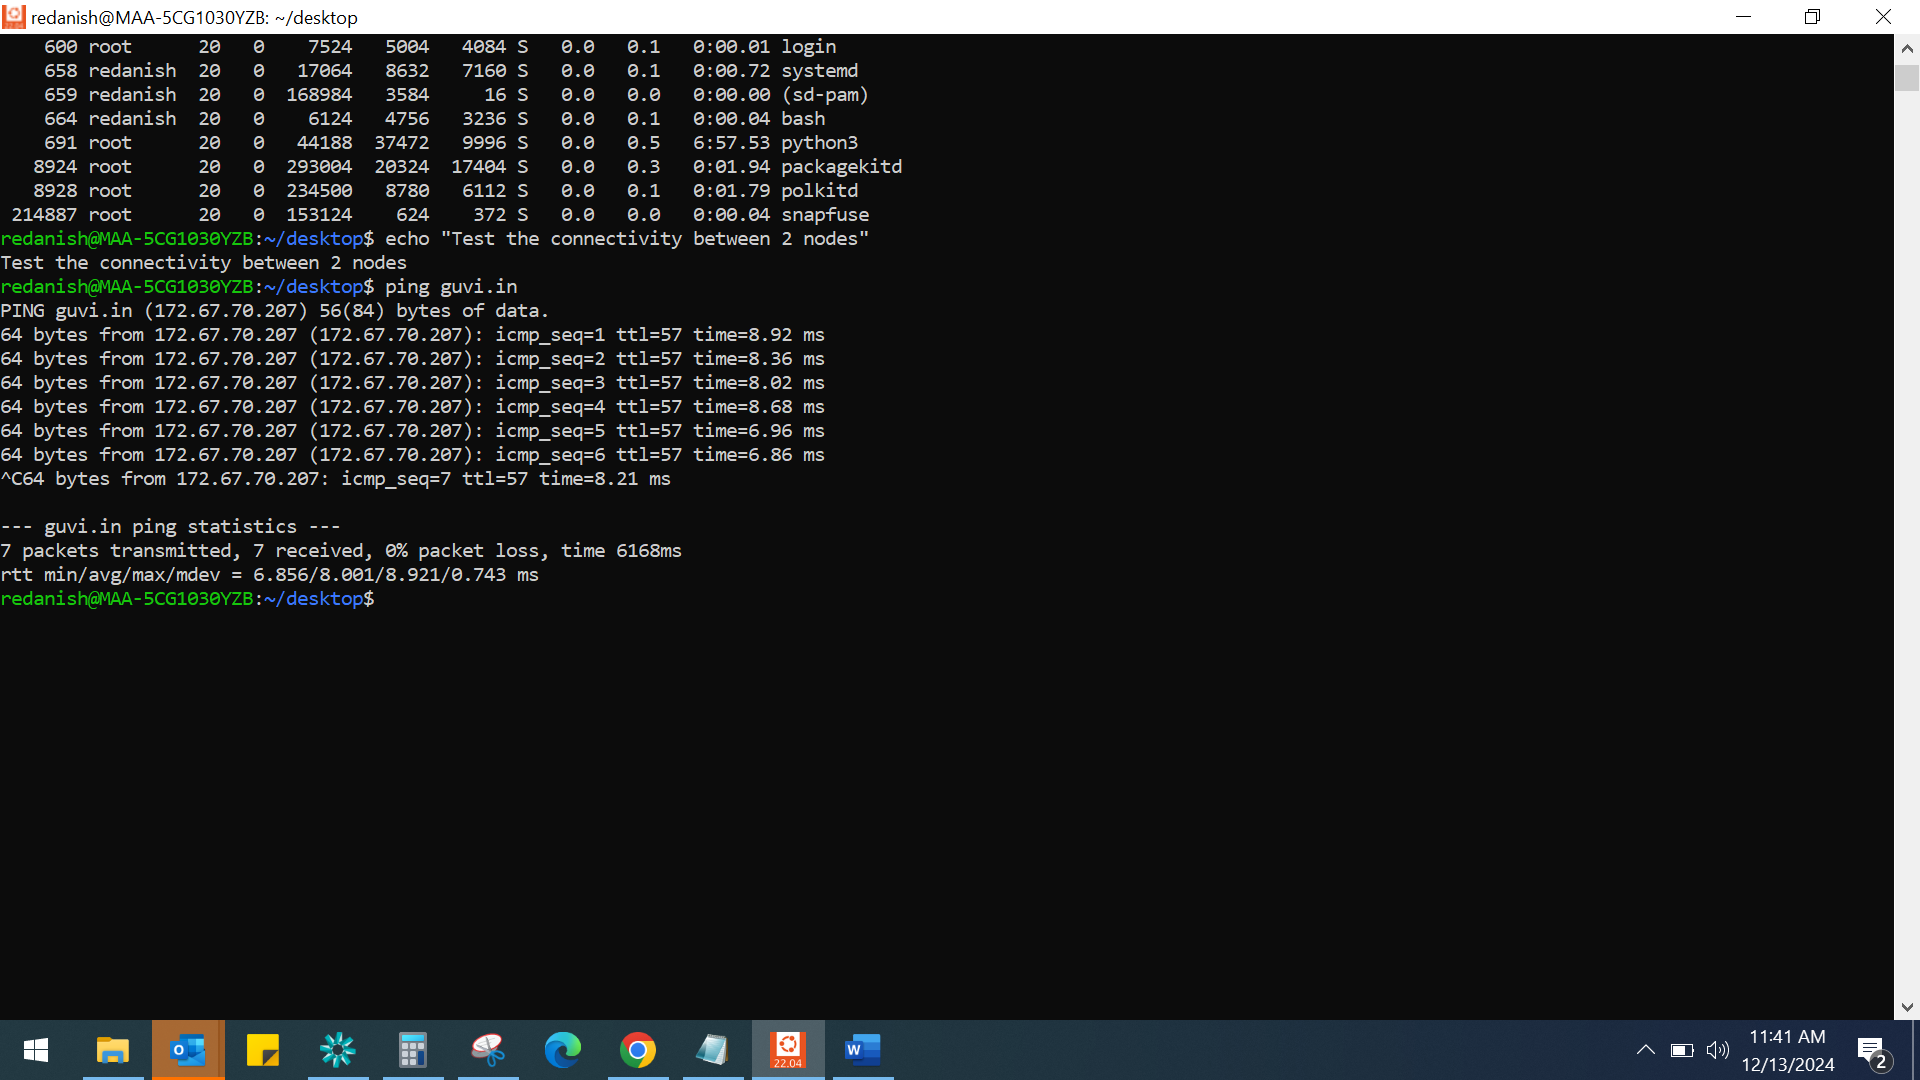 redanish@MAA-5CG1030YZB: ~/desktop
600 root 20 0 7524 5004 4084 S 0.0 0.1 0:00.01 login
658 redanish 20 0 17064 8632 7160 S 0.0 0.1 0:00.72 systemd
659 redanish 20 0 168984 3584 16 S 0.0 0.0 0:00.00 (sd-pam)
664 redanish 20 0 6124 4756 3236 S 0.0 0.1 0:00.04 bash
691 root 20 0 44188 37472 9996 S 0.0 0.5 6:57.53 python3
8924 root 20 0 293004 20324 17404 S 0.0 0.3 0:01.94 packagekitd
8928 root 20 0 234500 8780 6112 S 0.0 0.1 0:01.79 polkitd
214887 root 20 0 153124 624 372 S 0.0 0.0 0:00.04 snapfuse
redanish@MAA-5CG1030YZB:~/desktop$ echo "Test the connectivity between 2 nodes"
Test the connectivity between 2 nodes
redanish@MAA-5CG1030YZB:~/desktop$ ping guvi.in
PING guvi.in (172.67.70.207) 56(84) bytes of data.
64 bytes from 172.67.70.207 (172.67.70.207): icmp_seq=1 ttl=57 time=8.92 ms
64 bytes from 172.67.70.207 (172.67.70.207): icmp_seq=2 ttl=57 time=8.36 ms
64 bytes from 172.67.70.207 (172.67.70.207): icmp_seq=3 ttl=57 time=8.02 ms
64 bytes from 172.67.70.207 (172.67.70.207): icmp_seq=4 ttl=57 time=8.68 ms
64 bytes from 172.67.70.207 (172.67.70.207): icmp_seq=5 ttl=57 time=6.96 ms
64 bytes from 172.67.70.207 (172.67.70.207): icmp_seq=6 ttl=57 time=6.86 ms
^C64 bytes from 172.67.70.207: icmp_seq=7 ttl=57 time=8.21 ms
--- guvi.in ping statistics ---
7 packets transmitted, 7 received, 0% packet loss, time 6168ms
rtt min/avg/max/mdev = 6.856/8.001/8.921/0.743 ms
redanish@MAA-5CG1030YZB:~/desktop$
22.04
11:41 AM
12/13/2024
2